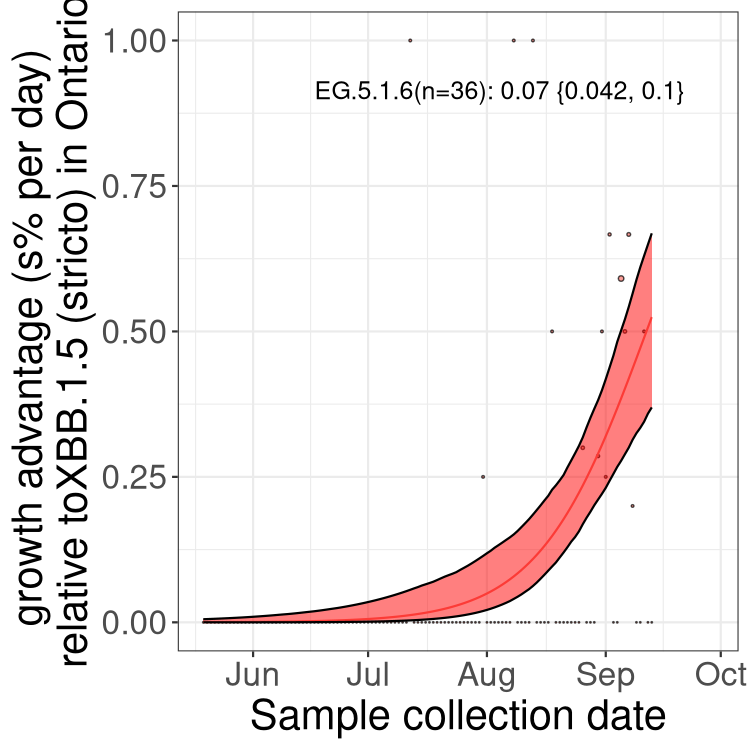 growth advantage (s% per day)
relative toXBB.1.5 (stricto) in Ontario
1.00
0.75
0.50
0.25
0.00
EG.5.1.6(n=36): 0.07 {0.042, 0.1}
Jun Jul Aug Sep Oct
Sample collection date